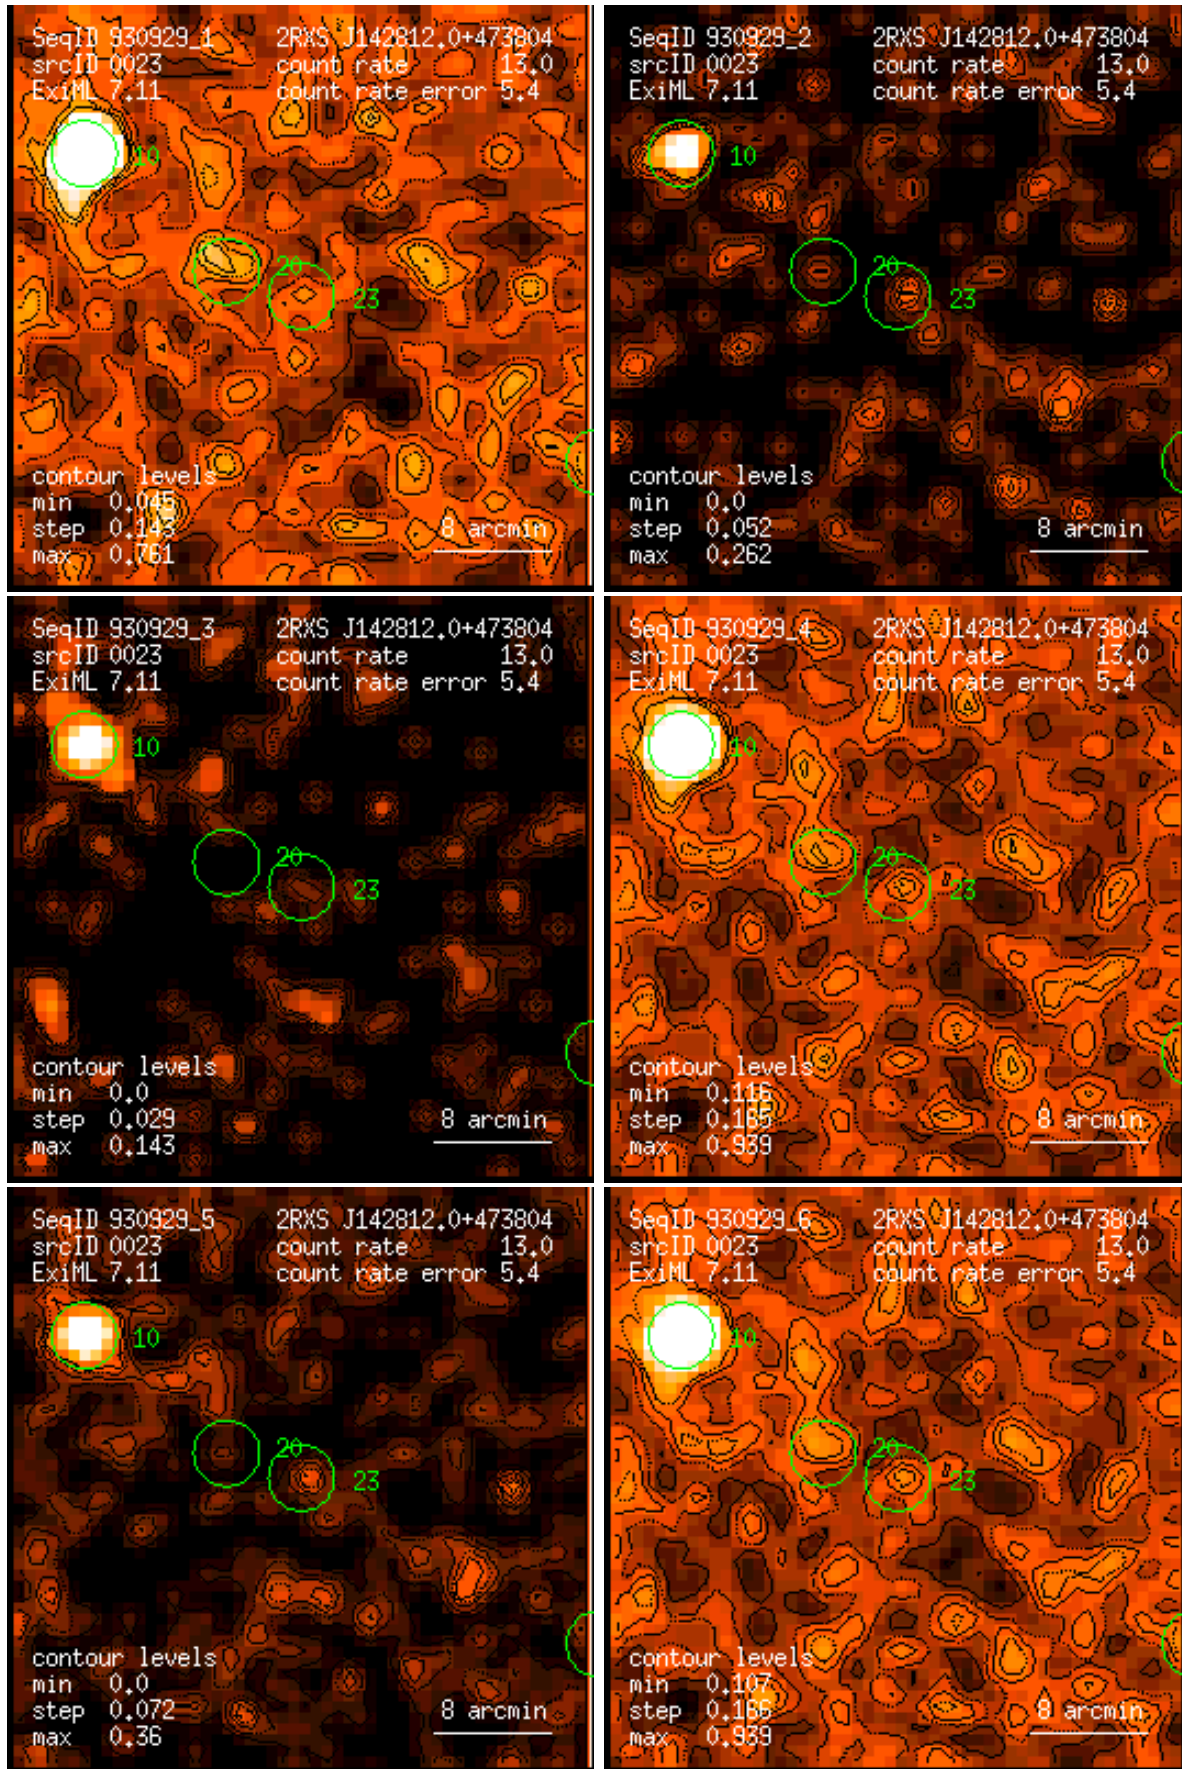 SeqID 930929_1 2RXS J142812.0+473804
srcID 0023 count rate 13.0
ExiML 7.11 count rate error 5.4
10
20
23
contour levels
min 0.045
step 0.143
max 0.761
8 arcmin
SeqID 930929_2 2RXS J142812.0+473804
srcID 0023 count rate 13.0
ExiML 7.11 count rate error 5.4
10
20
23
contour levels
min 0.0
step 0.052
max 0.262
8 arcmin
SeqID 930929_3 2RXS J142812.0+473804
srcID 0023 count rate 13.0
ExiML 7.11 count rate error 5.4
10
20
23
contour levels
min 0.0
step 0.029
max 0.143
8 arcmin
SeqID 930929_4 2RXS J142812.0+473804
srcID 0023 count rate 13.0
ExiML 7.11 count rate error 5.4
10
20
23
contour levels
min 0.116
step 0.165
max 0.939
8 arcmin
SeqID 930929_5 2RXS J142812.0+473804
srcID 0023 count rate 13.0
ExiML 7.11 count rate error 5.4
10
20
23
contour levels
min 0.0
step 0.072
max 0.36
8 arcmin
SeqID 930929_6 2RXS J142812.0+473804
srcID 0023 count rate 13.0
ExiML 7.11 count rate error 5.4
10
20
23
contour levels
min 0.107
step 0.166
max 0.939
8 arcmin